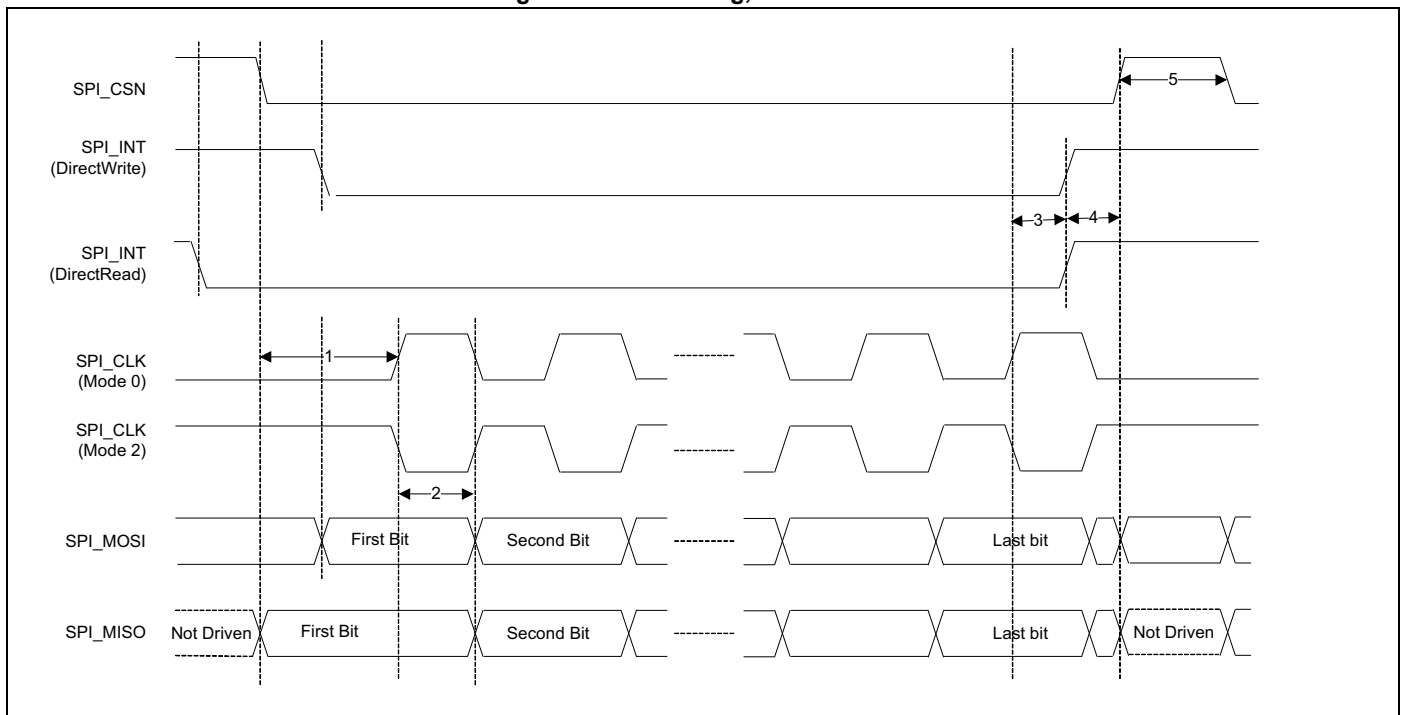 SPI_CSN
5
SPI_INT
(DirectWrite)
3
4
SPI_INT
(DirectRead)
SPI_CLK
(Mode 0)
1
SPI_CLK
(Mode 2)
2
SPI_MOSI
First Bit
Second Bit
Last bit
SPI_MISO
Not Driven
First Bit
Second Bit
Last bit
Not Driven